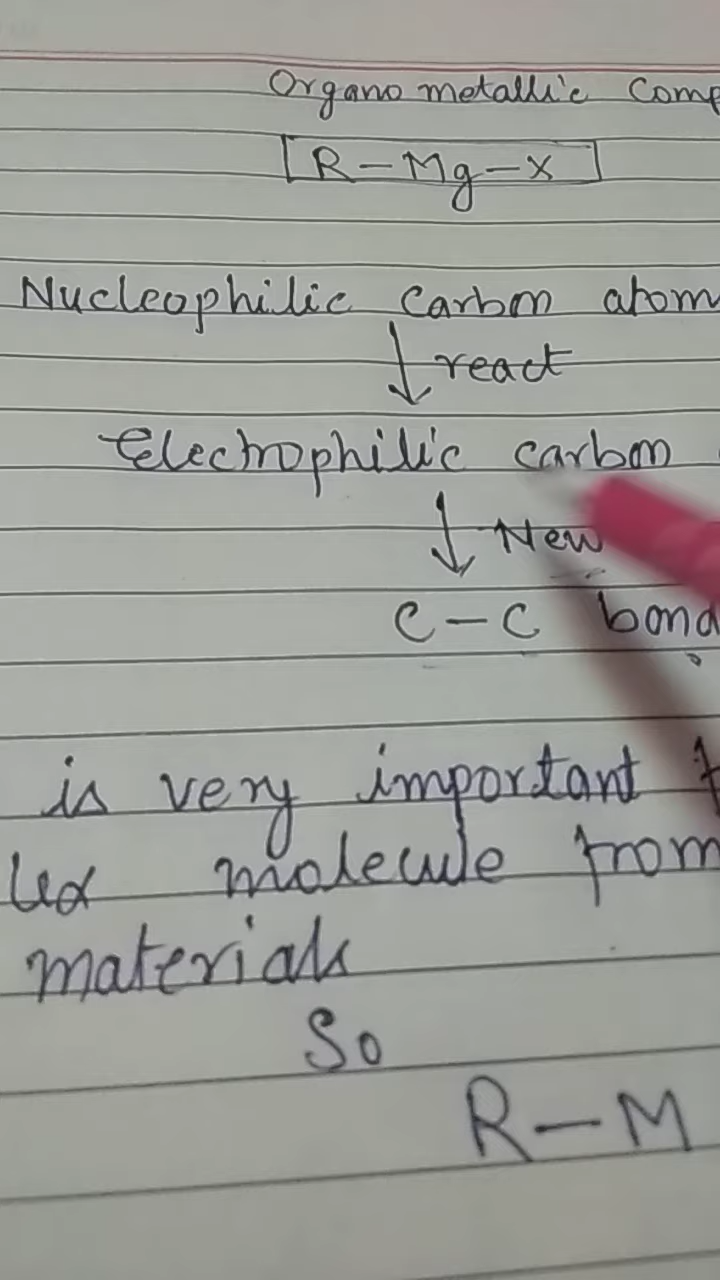 Organo metallic Comp
R-Mg-X
Nucleophilic Carbon atom
react
Electrophilic carbon
New
C-C bond
is very important
molecule from
materials
So
R-M